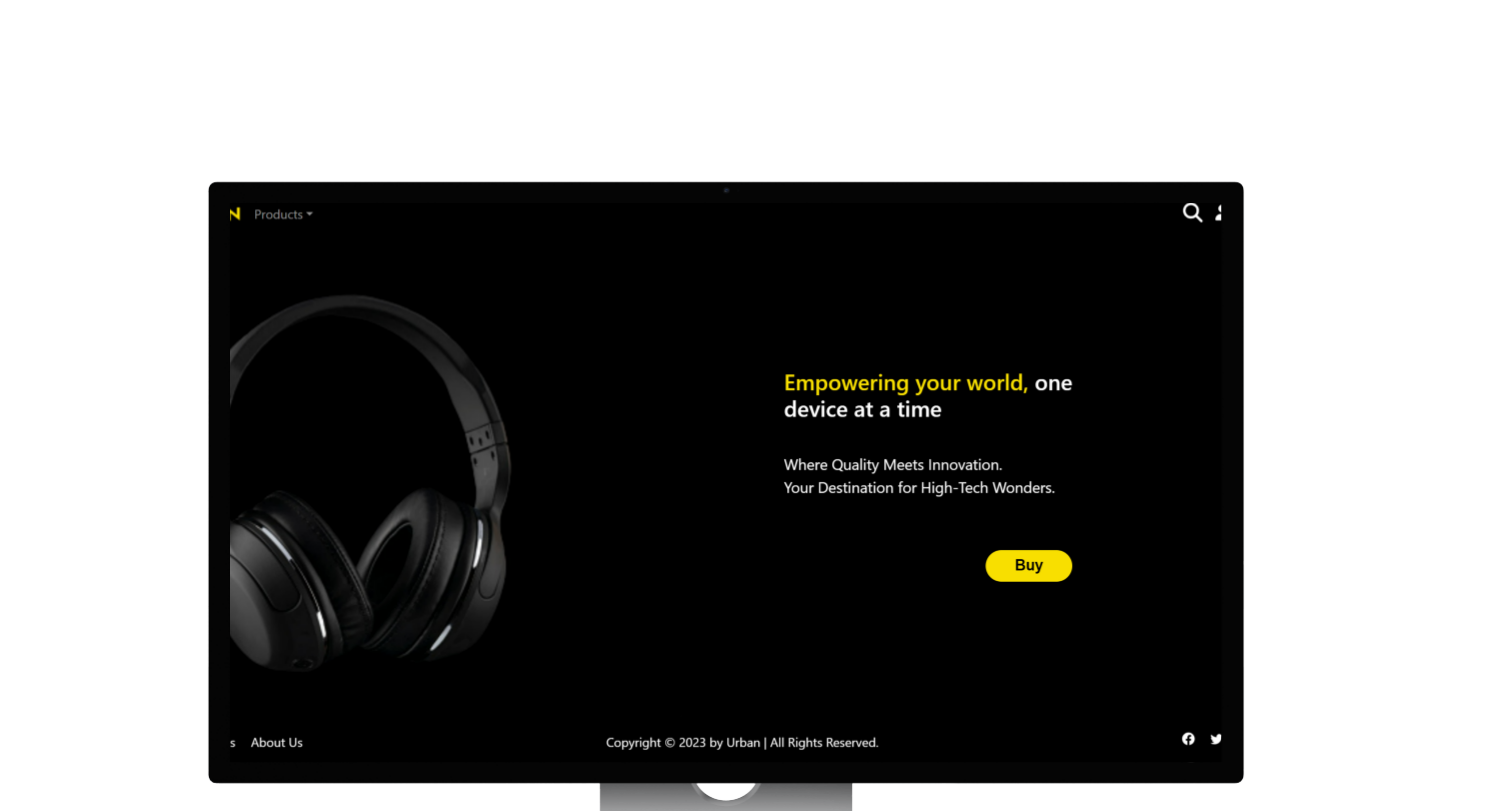 N Products
Empowering your world, one
device at a time
Where Quality Meets Innovation.
Your Destination for High-Tech Wonders.
Buy
s About Us
Copyright © 2023 by Urban | All Rights Reserved.